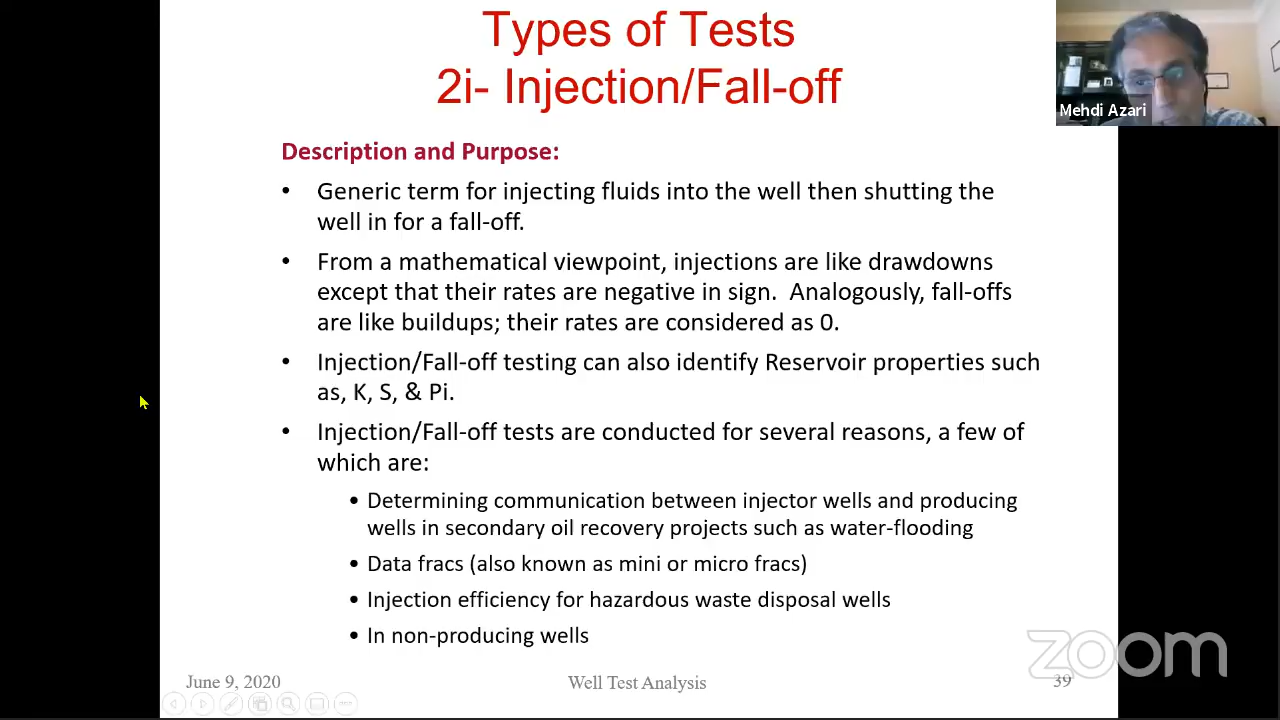 Types of Tests
2i- Injection/Fall-off
Mehdi Azari
Description and Purpose:
• Generic term for injecting fluids into the well then shutting the
well in for a fall-off.
• From a mathematical viewpoint, injections are like drawdowns
except that their rates are negative in sign.  Analogously, fall-offs
are like buildups; their rates are considered as 0.
• Injection/Fall-off testing can also identify Reservoir properties such
as, K, S, & Pi.
• Injection/Fall-off tests are conducted for several reasons, a few of
which are:
• Determining communication between injector wells and producing
wells in secondary oil recovery projects such as water-flooding
• Data fracs (also known as mini or micro fracs)
• Injection efficiency for hazardous waste disposal wells
• In non-producing wells
zoom
June 9, 2020
Well Test Analysis
39